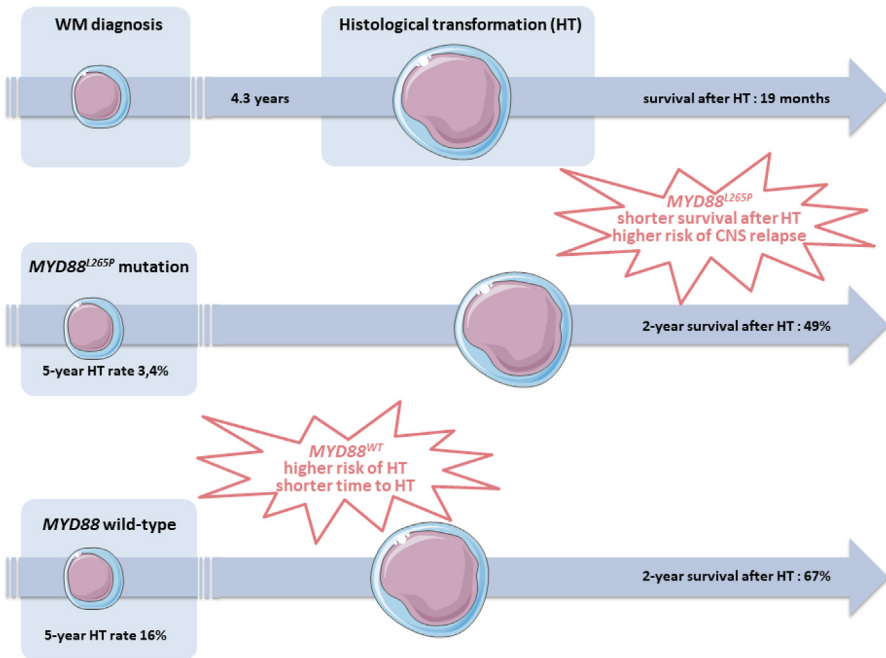 WM diagnosis
Histological transformation (HT)
4.3 years
survival after HT : 19 months
MYD88L265P
shorter survival after HT
higher risk of CNS relapse
MYD88L265P mutation
2-year survival after HT : 49%
5-year HT rate 3,4%
MYD88WT
higher risk of HT
shorter time to HT
MYD88 wild-type
2-year survival after HT : 67%
5-year HT rate 16%